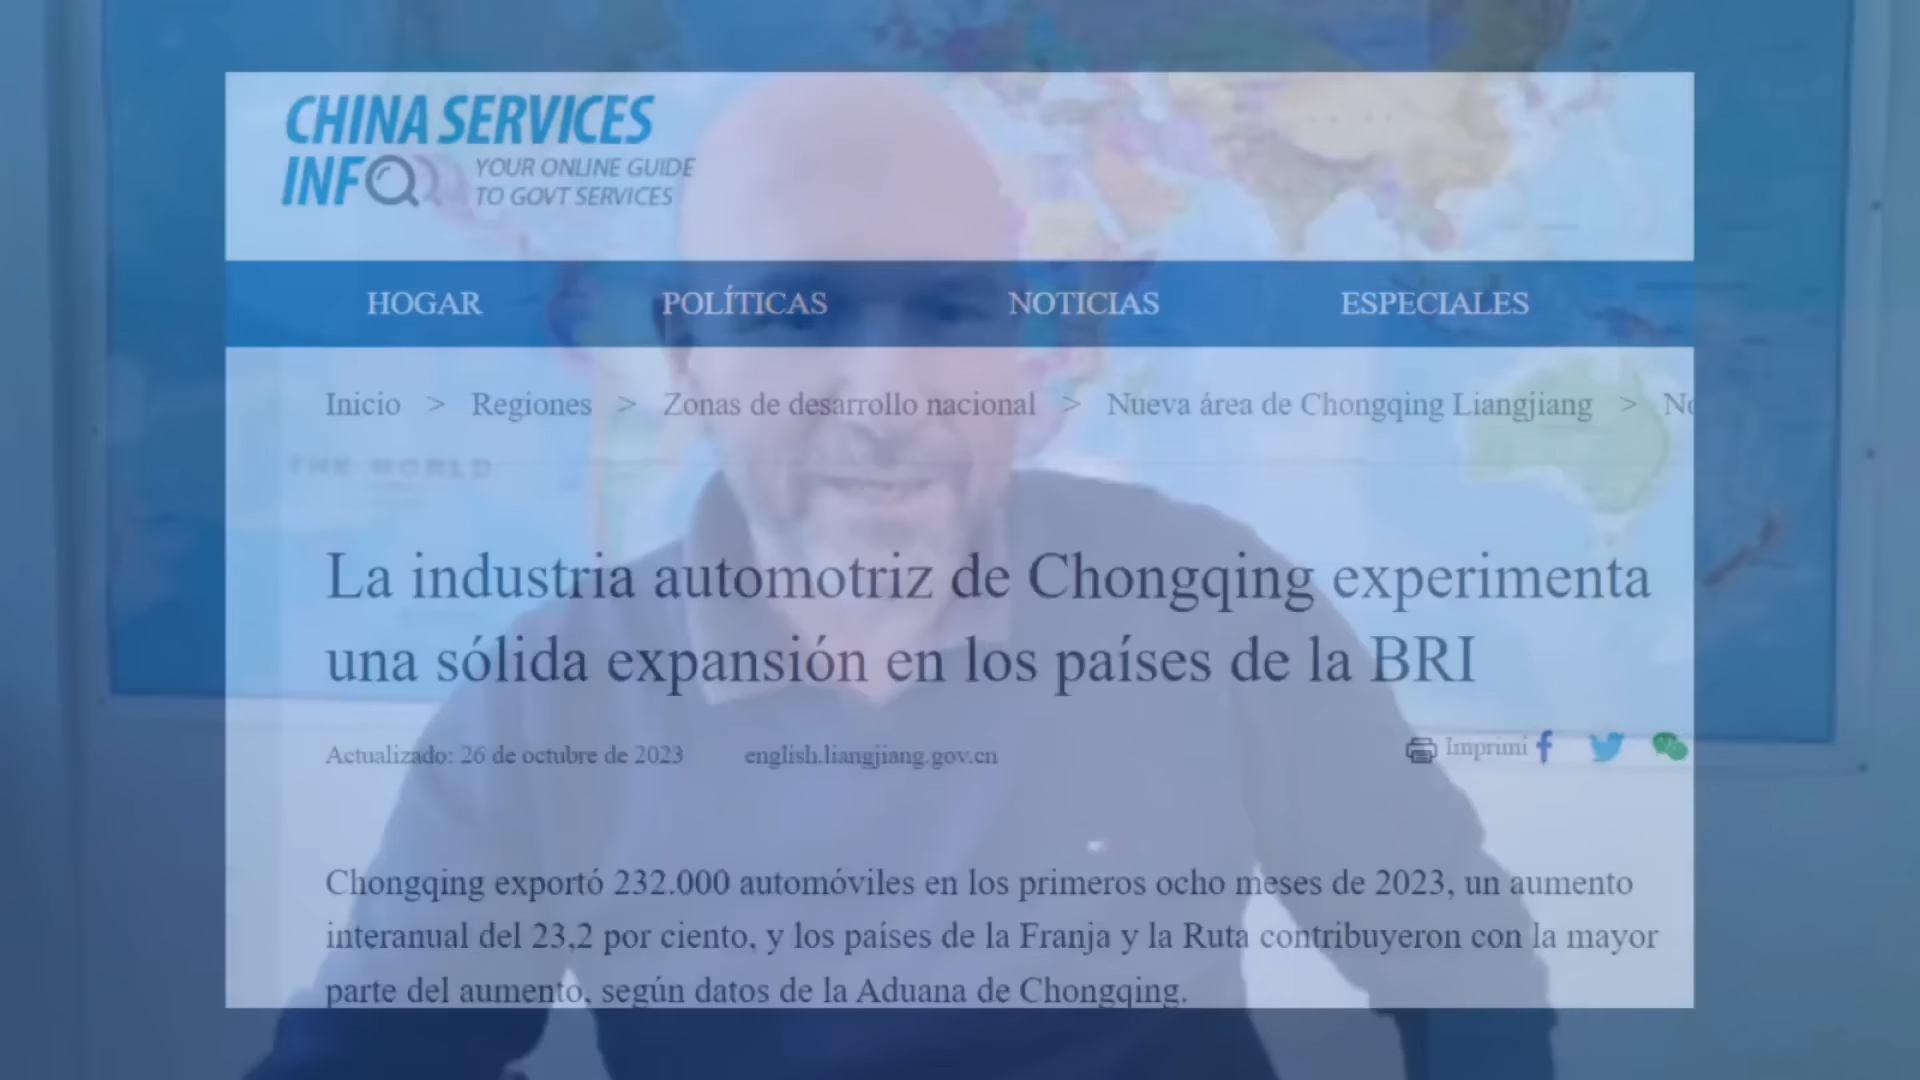 CHINA SERVICES
INFO YOUR ONLINE GUIDE
TO GOVT SERVICES
HOGAR POLÍTICAS NOTICIAS ESPECIALES
Inicio > Regiones > Zonas de desarrollo nacional > Nueva área de Chongqing Liangjiang >
THE WORLD
La industria automotriz de Chongqing experimenta
una sólida expansión en los países de la BRI
Actualizado: 26 de octubre de 2023 english.liangjiang.gov.cn Imprimi
Chongqing exportó 232.000 automóviles en los primeros ocho meses de 2023, un aumento
interanual del 23,2 por ciento, y los países de la Franja y la Ruta contribuyeron con la mayor
parte del aumento, según datos de la Aduana de Chongqing.